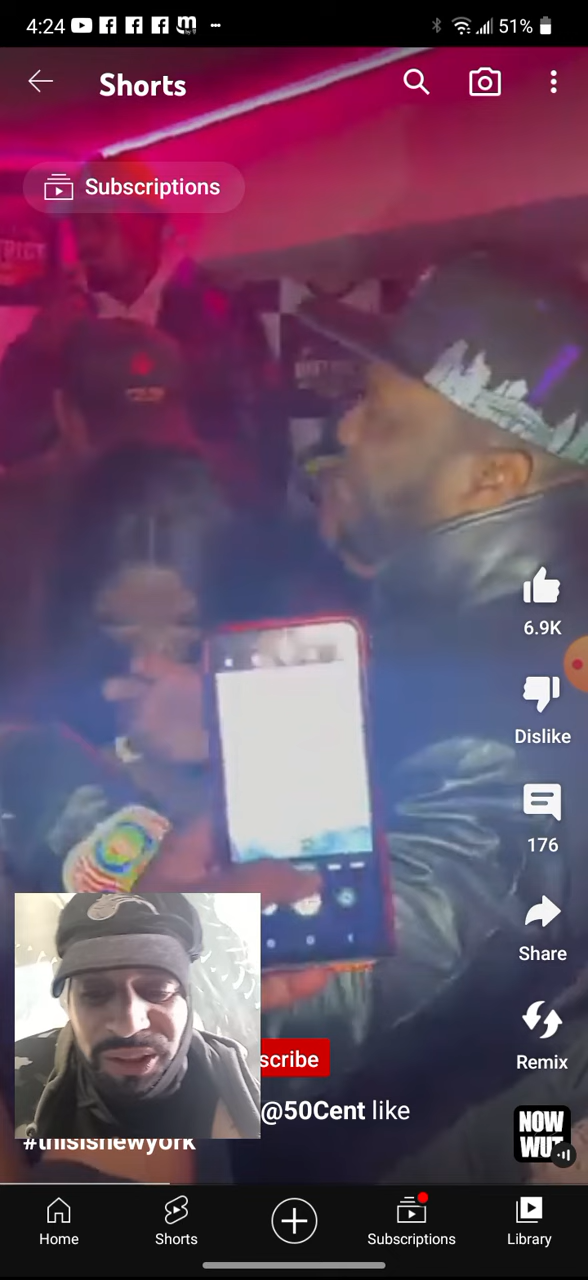 4:24
51%
Shorts
Subscriptions
6.9K
Dislike
176
Share
scribe
Remix
@50Cent like
#thisisnewyork
NOW
WUT
Home
Shorts
Subscriptions
Library